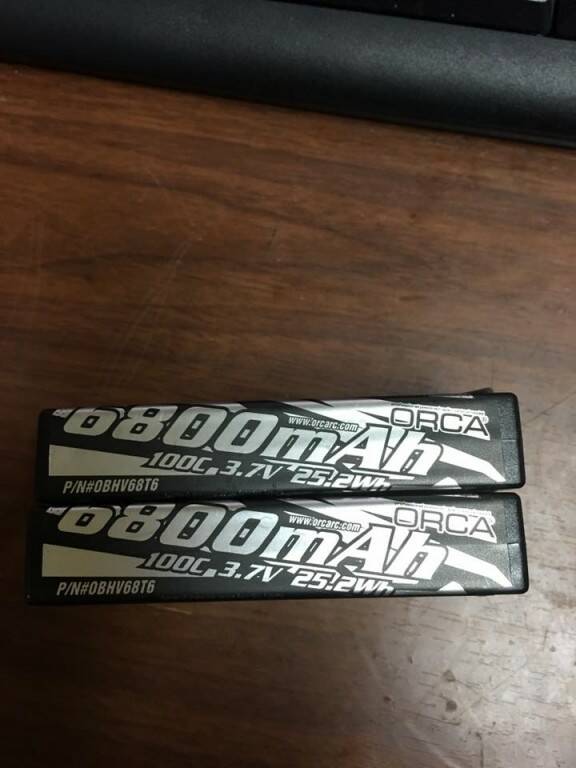 6800mAh
www.orcarc.com
ORCA
100C 3.7V 25.2Wh
P/N#OBHV68T6
6800mAh
www.orcarc.com
ORCA
100C 3.7V 25.2Wh
P/N#OBHV68T6